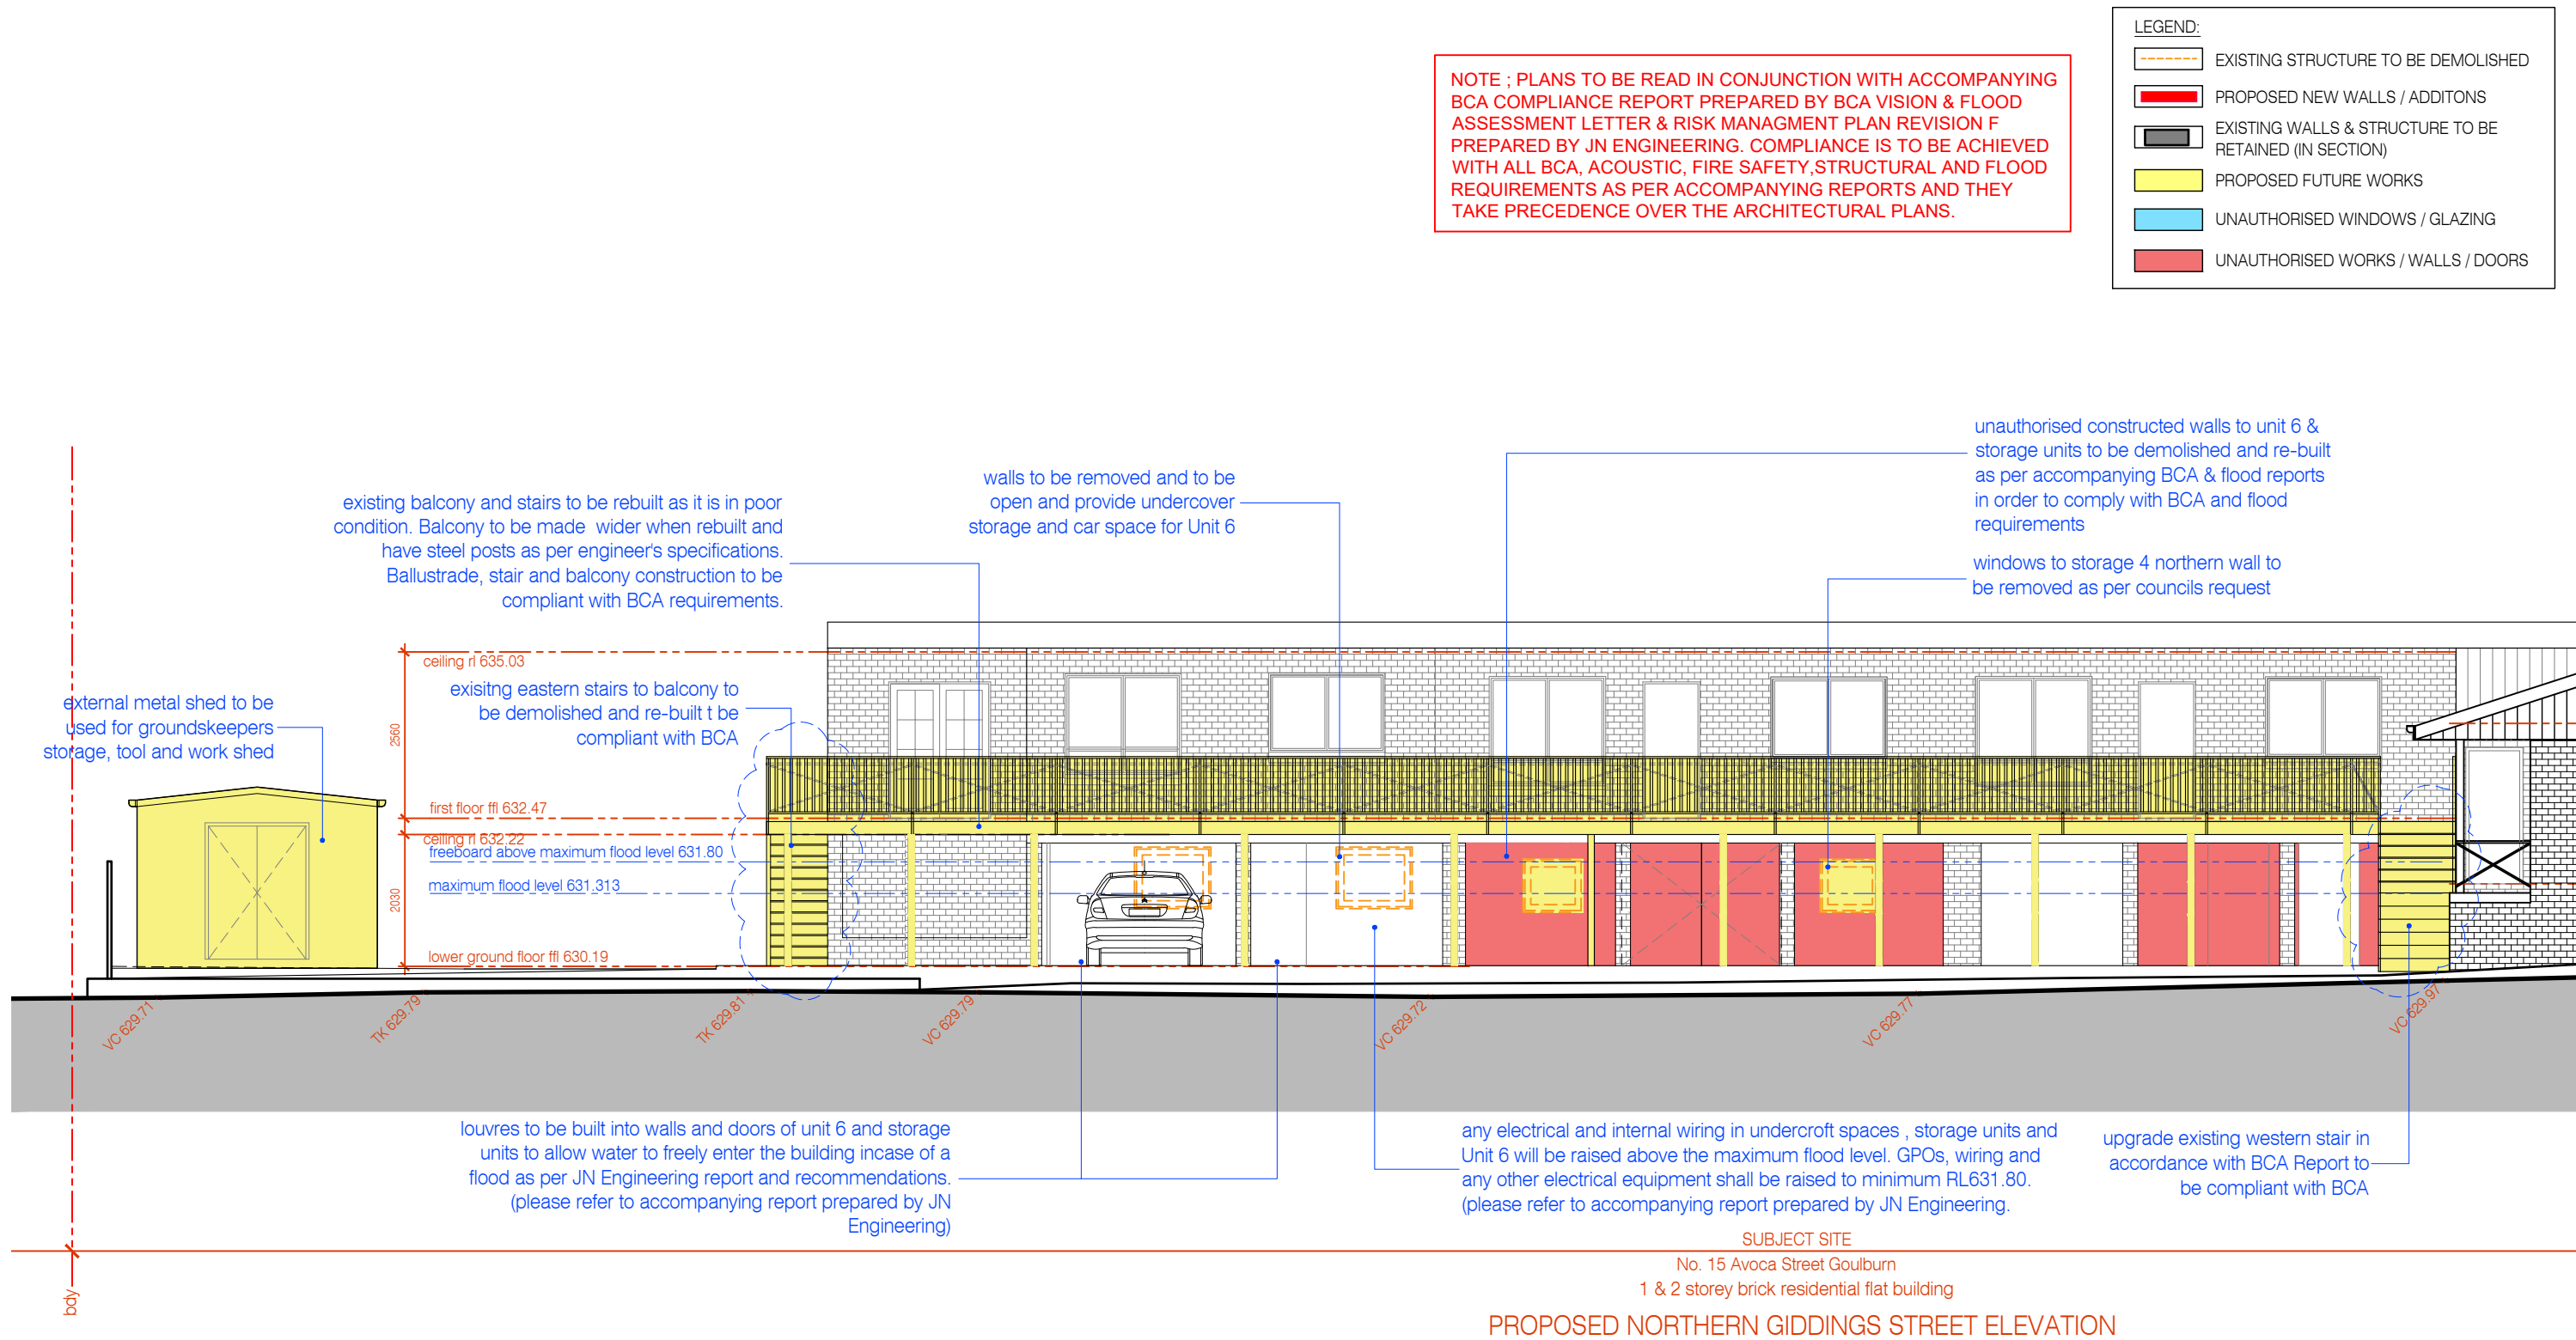 LEGEND:
EXISTING STRUCTURE TO BE DEMOLISHED
PROPOSED NEW WALLS / ADDITONS
EXISTING WALLS & STRUCTURE TO BE
RETAINED (IN SECTION)
PROPOSED FUTURE WORKS
UNAUTHORISED WINDOWS / GLAZING
UNAUTHORISED WORKS / WALLS / DOORS
NOTE ; PLANS TO BE READ IN CONJUNCTION WITH ACCOMPANYING
BCA COMPLIANCE REPORT PREPARED BY BCA VISION & FLOOD
ASSESSMENT LETTER & RISK MANAGMENT PLAN REVISION F
PREPARED BY JN ENGINEERING. COMPLIANCE IS TO BE ACHIEVED
WITH ALL BCA, ACOUSTIC, FIRE SAFETY,STRUCTURAL AND FLOOD
REQUIREMENTS AS PER ACCOMPANYING REPORTS AND THEY
TAKE PRECEDENCE OVER THE ARCHITECTURAL PLANS.
existing balcony and stairs to be rebuilt as it is in poor
condition. Balcony to be made wider when rebuilt and
have steel posts as per engineer's specifications.
Ballustrade, stair and balcony construction to be
compliant with BCA requirements.
walls to be removed and to be
open and provide undercover
storage and car space for Unit 6
unauthorised constructed walls to unit 6 &
storage units to be demolished and re-built
as per accompanying BCA & flood reports
in order to comply with BCA and flood
requirements
windows to storage 4 northern wall to
be removed as per councils request
external metal shed to be
used for groundskeepers
storage, tool and work shed
exisitng eastern stairs to balcony to
be demolished and re-built t be
compliant with BCA
ceiling rl 635.03
2560
first floor ffl 632.47
ceiling rl 632.22
freeboard above maximum flood level 631.80
maximum flood level 631.313
2030
lower ground floor ffl 630.19
VC 629.71
TK 629.79
TK 629.81
VC 629.79
VC 629.72
VC 629.77
VC 629.97
louvres to be built into walls and doors of unit 6 and storage
units to allow water to freely enter the building incase of a
flood as per JN Engineering report and recommendations.
(please refer to accompanying report prepared by JN
Engineering)
any electrical and internal wiring in undercroft spaces , storage units and
Unit 6 will be raised above the maximum flood level. GPOs, wiring and
any other electrical equipment shall be raised to minimum RL631.80.
(please refer to accompanying report prepared by JN Engineering.
upgrade existing western stair in
accordance with BCA Report to
be compliant with BCA
bdy
SUBJECT SITE
No. 15 Avoca Street Goulburn
1 & 2 storey brick residential flat building
PROPOSED NORTHERN GIDDINGS STREET ELEVATION